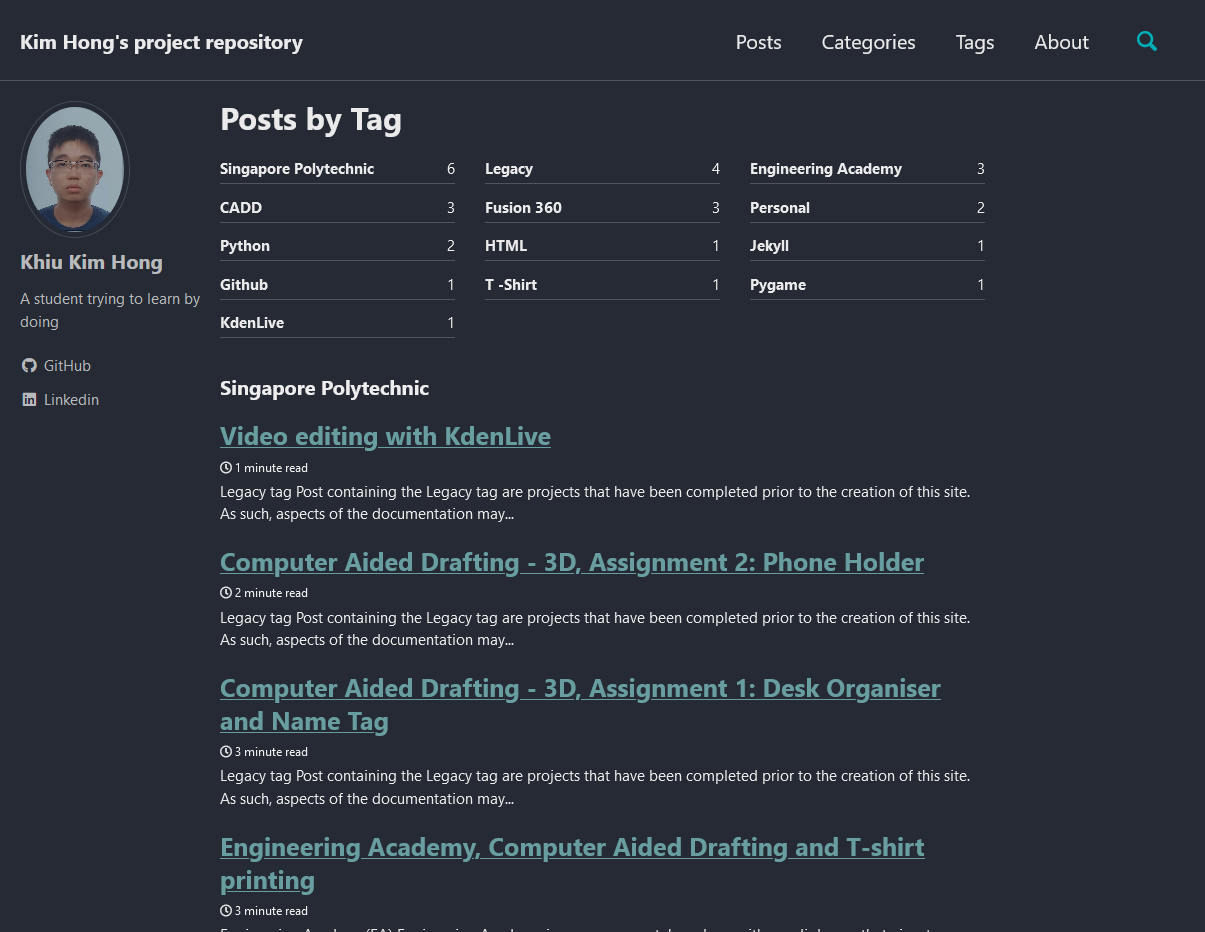 Kim Hong's project repository
Posts Categories Tags About
Posts by Tag
Khiu Kim Hong
A student trying to learn by
doing
GitHub
Linkedin
Singapore Polytechnic 6 Legacy 4 Engineering Academy 3
CADD 3 Fusion 360 3 Personal 2
Python 2 HTML 1 Jekyll 1
Github 1 T -Shirt 1 Pygame 1
KdenLive 1
Singapore Polytechnic
Video editing with KdenLive
1 minute read
Legacy tag Post containing the Legacy tag are projects that have been completed prior to the creation of this site.
As such, aspects of the documentation may...
Computer Aided Drafting - 3D, Assignment 2: Phone Holder
2 minute read
Legacy tag Post containing the Legacy tag are projects that have been completed prior to the creation of this site.
As such, aspects of the documentation may...
Computer Aided Drafting - 3D, Assignment 1: Desk Organiser
and Name Tag
3 minute read
Legacy tag Post containing the Legacy tag are projects that have been completed prior to the creation of this site.
As such, aspects of the documentation may...
Engineering Academy, Computer Aided Drafting and T-shirt
printing
3 minute read